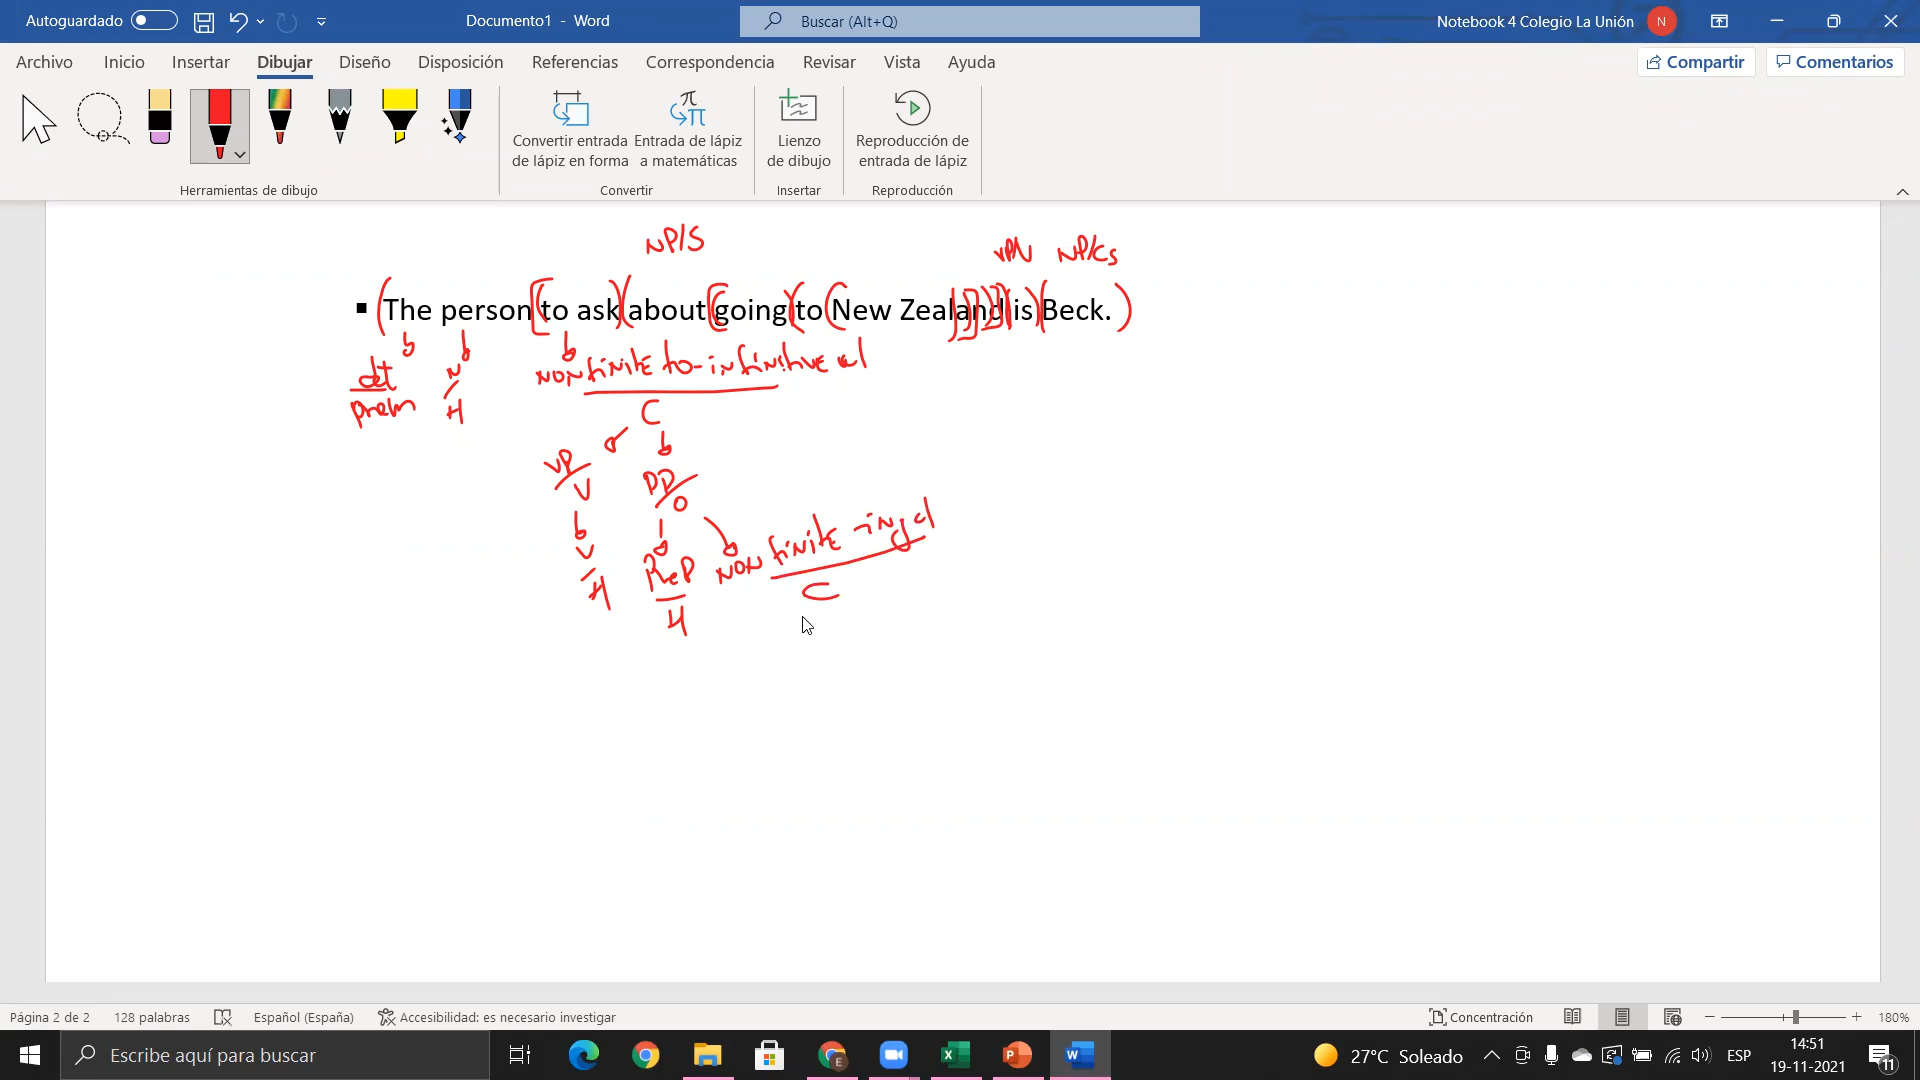 Autoguardado Documento1 - Word Buscar (Alt+Q) Notebook 4 Colegio La Unión N
Archivo Inicio Insertar Dibujar Diseño Disposición Referencias Correspondencia Revisar Vista Ayuda Compartir Comentarios
Convertir entrada de lápiz en forma
Entrada de lápiz a matemáticas
Lienzo de dibujo
Reproducción de entrada de lápiz
Herramientas de dibujo Convertir Insertar Reproducción
NP/S
NP/Cs
▪ (The person [(to ask)(about [(going)(to (New Zealand))]])] (is) (Beck.)
det N non finite to-infinitive cl
prem H C
VP PP
V O
V PreP non finite -ing cl
H H C
Página 2 de 2 128 palabras Español (España) Accesibilidad: es necesario investigar Concentración 180%
Escribe aquí para buscar 27°C Soleado ESP 14:51
19-11-2021 11